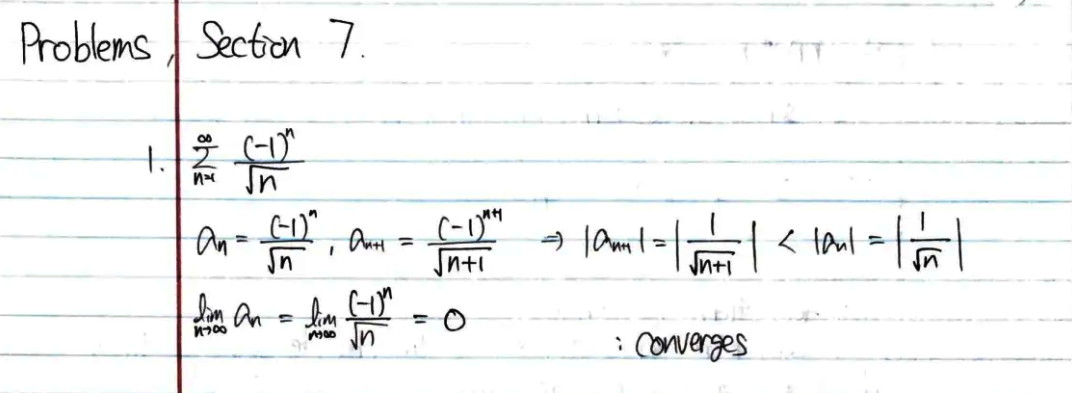 Problems, Section 7.
1. $\sum_{n=1}^{\infty} \frac{(-1)^n}{\sqrt{n}}$
$a_n = \frac{(-1)^n}{\sqrt{n}}, a_{n+1} = \frac{(-1)^{n+1}}{\sqrt{n+1}} \Rightarrow |a_{n+1}| = \left|\frac{1}{\sqrt{n+1}}\right| < |a_n| = \left|\frac{1}{\sqrt{n}}\right|$
$\lim_{n\to\infty} a_n = \lim_{n\to\infty} \frac{(-1)^n}{\sqrt{n}} = 0$
: converges